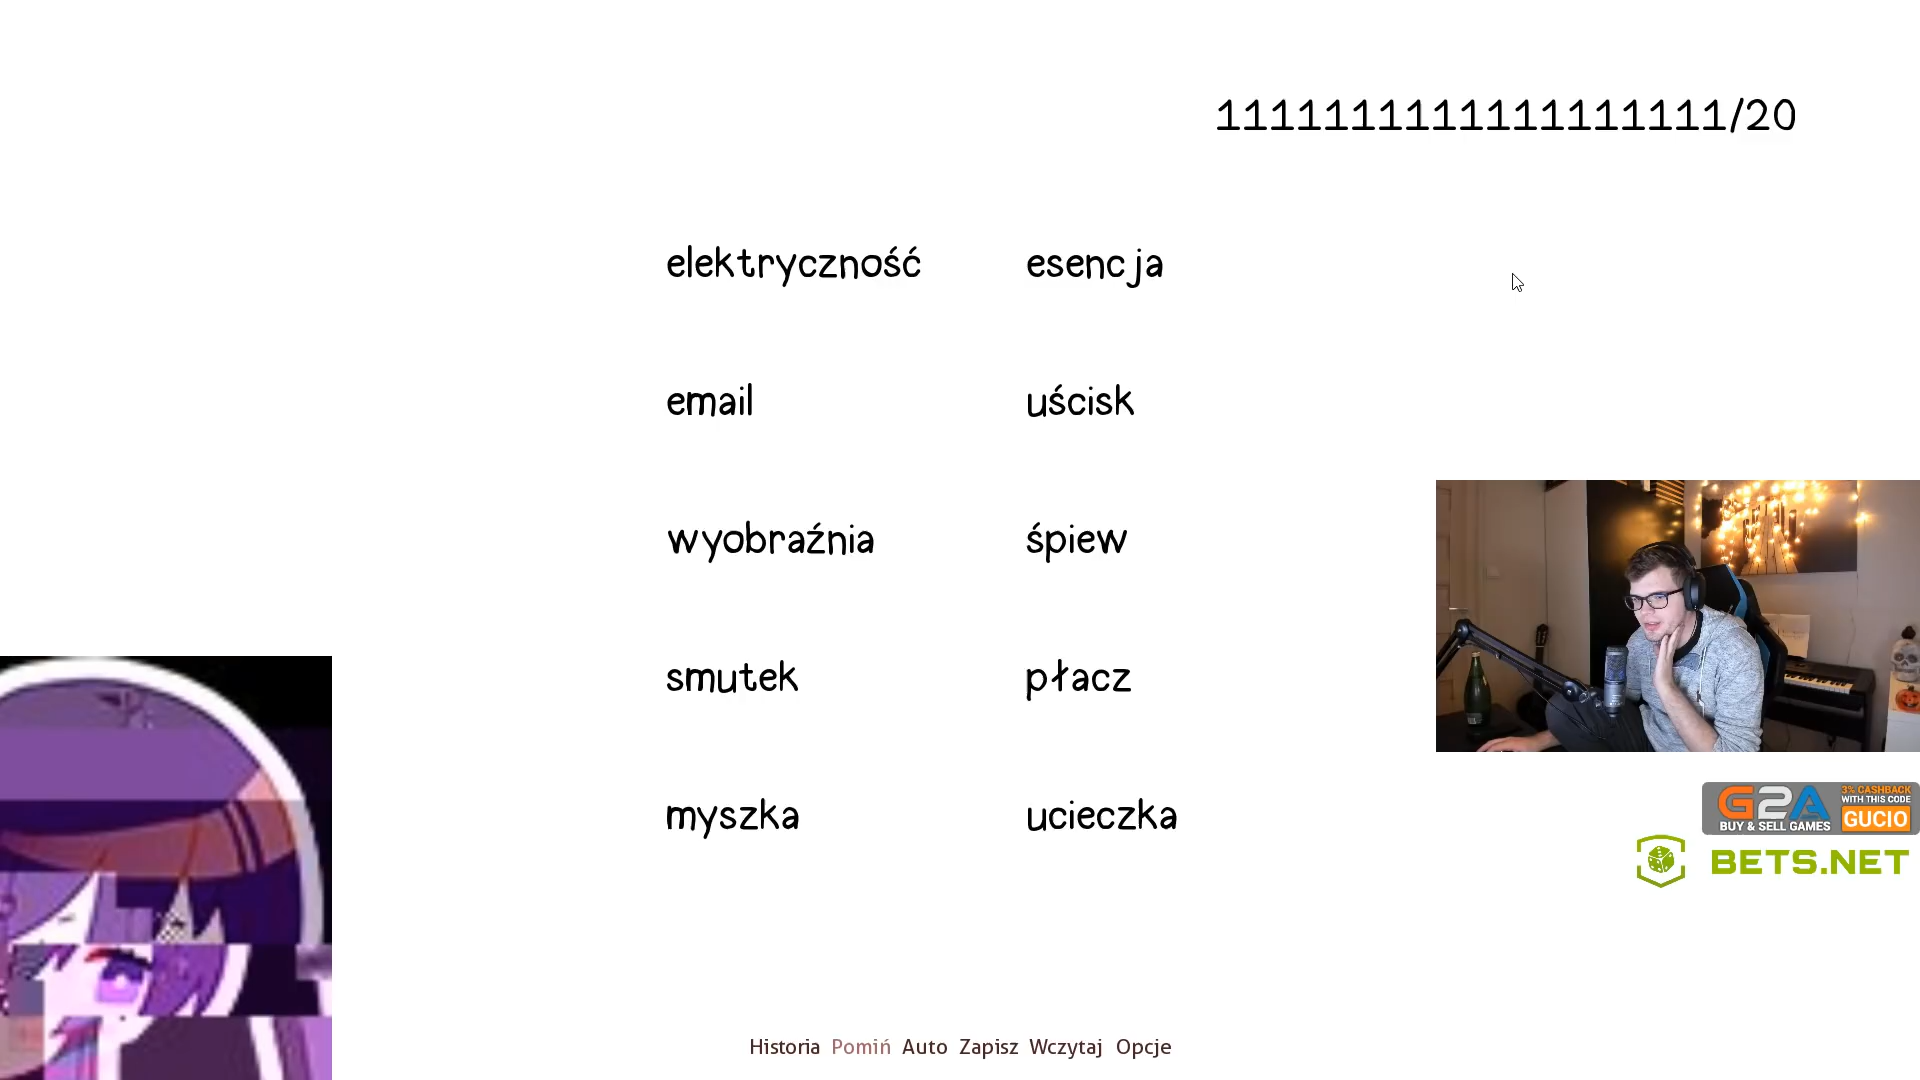 1111111111111111111/20
elektryczność esencja
email uścisk
wyobraźnia śpiew
smutek płacz
myszka ucieczka
G2A
BUY & SELL GAMES
3% CASHBACK
WITH THIS CODE
GUCIO
BETS.NET
Historia Pomiń Auto Zapisz Wczytaj Opcje